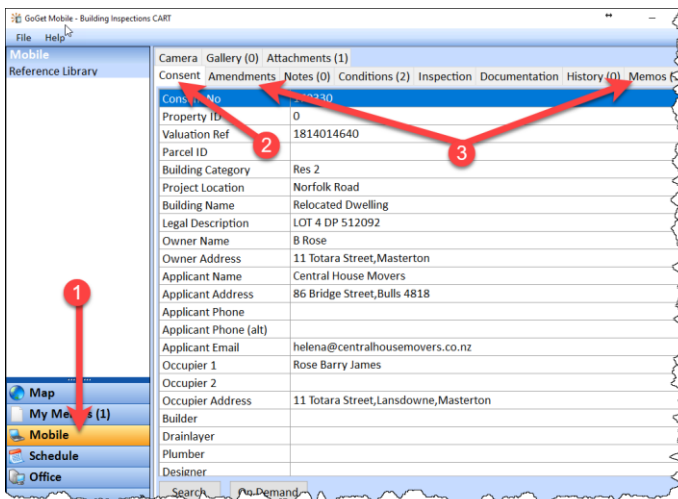 GoGet Mobile - Building Inspections CART
File Help
Mobile
Reference Library
Camera Gallery (0) Attachments (1)
Consent Amendments Notes (0) Conditions (2) Inspection Documentation History (0) Memos
Consent No
Property ID 0
Valuation Ref 1814014640
2
3
Parcel ID
Building Category Res 2
Project Location Norfolk Road
Building Name Relocated Dwelling
Legal Description LOT 4 DP 512092
Owner Name B Rose
Owner Address 11 Totara Street,Masterton
Applicant Name Central House Movers
1
Applicant Address 86 Bridge Street,Bulls 4818
Applicant Phone
Applicant Phone (alt)
Applicant Email helena@centralhousemovers.co.nz
Occupier 1 Rose Barry James
Occupier 2
Occupier Address 11 Totara Street,Lansdowne,Masterton
Builder
Drainlayer
Plumber
Designer
Map
My Memos (1)
Mobile
Schedule
Office
Search On Demand